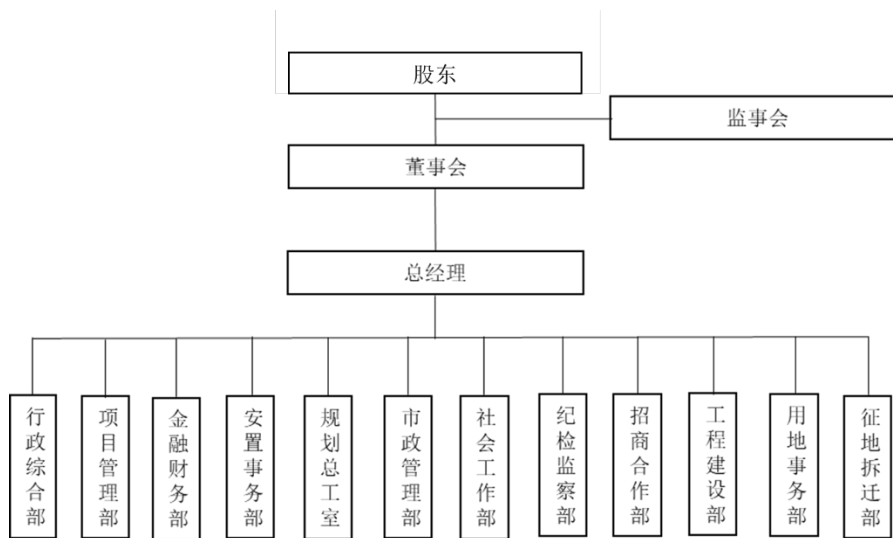 股东
监事会
董事会
总经理
行政综合部
项目管理部
金融财务部
安置事务部
规划总工室
市政管理部
社会工作部
纪检监察部
招商合作部
工程建设部
用地事务部
征地拆迁部